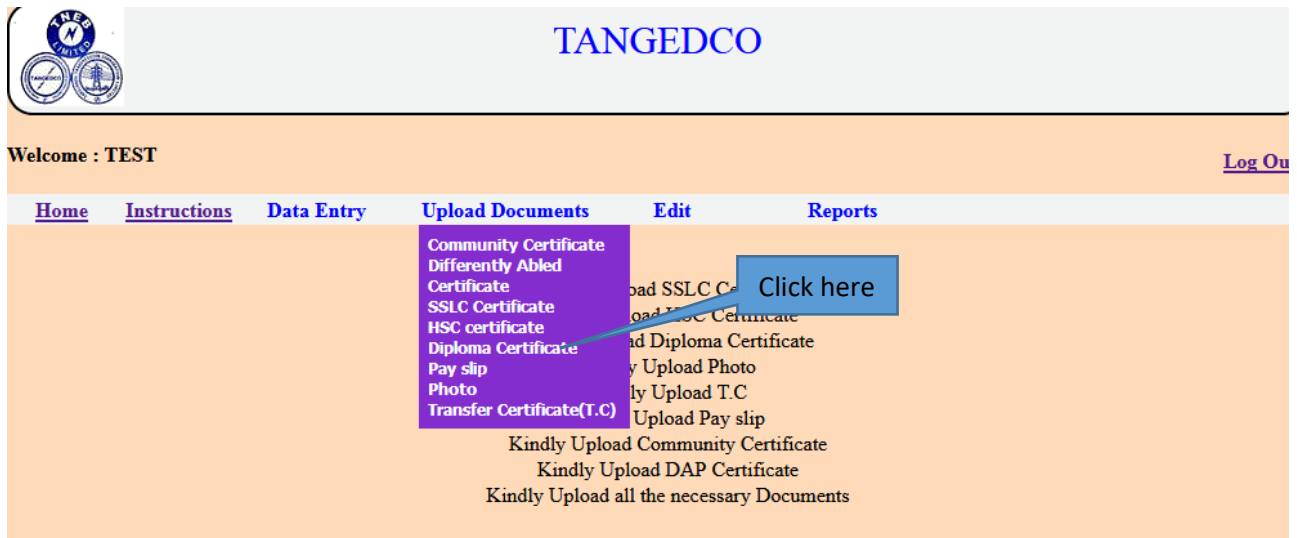 TNEB
LIMITED
TANGEDCO
TANGEDCO
Welcome : TEST
Log Ou
Home Instructions Data Entry Upload Documents Edit Reports
Community Certificate
Differently Abled
Certificate
SSLC Certificate
HSC certificate
Diploma Certificate
Pay slip
Photo
Transfer Certificate(T.C)
Click here
oad SSLC Ce
oad HSC Certificate
ad Diploma Certificate
y Upload Photo
ly Upload T.C
Upload Pay slip
Kindly Upload Community Certificate
Kindly Upload DAP Certificate
Kindly Upload all the necessary Documents